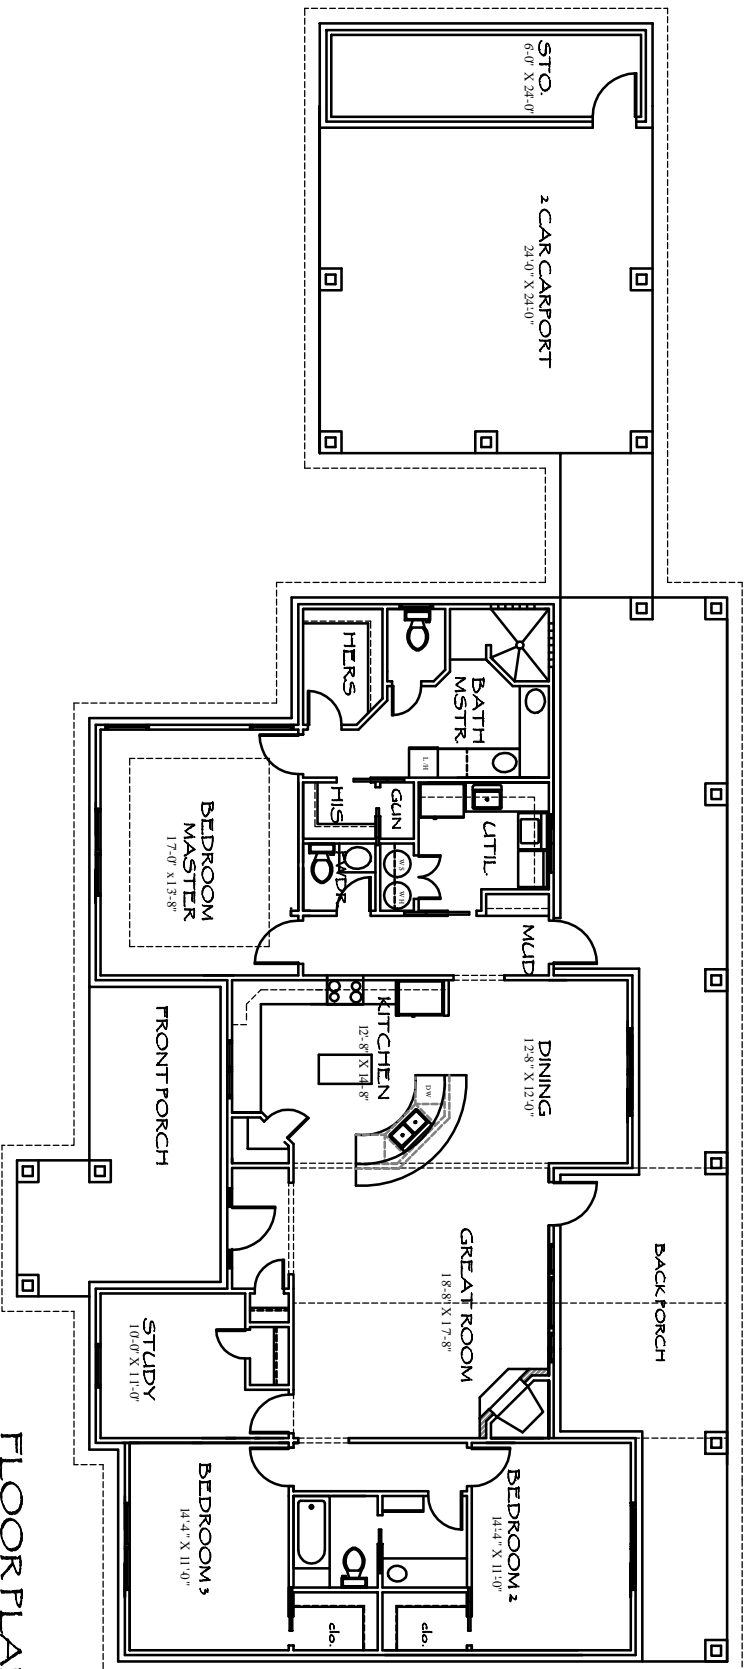 STO.
6'-0" X 24'-0"
2 CAR CARPORT
24'-0" X 24'-0"
HERS
BATH
MSTR.
L/H
HIS
GUN
UTIL.
BEDROOM
MASTER
17'-0" x 13'-8"
PWDR
WS
WH
MUD
KITCHEN
12'-8" X 14'-8"
DINING
12'-8" X 12'-0"
DW
FRONT PORCH
GREAT ROOM
18'-8" X 17'-8"
BACK PORCH
STUDY
10'-0" X 11'-0"
BEDROOM 3
14'4" X 11'0"
BEDROOM 2
14'-4" X 11'-0"
clo.
clo.
FLOOR PLA